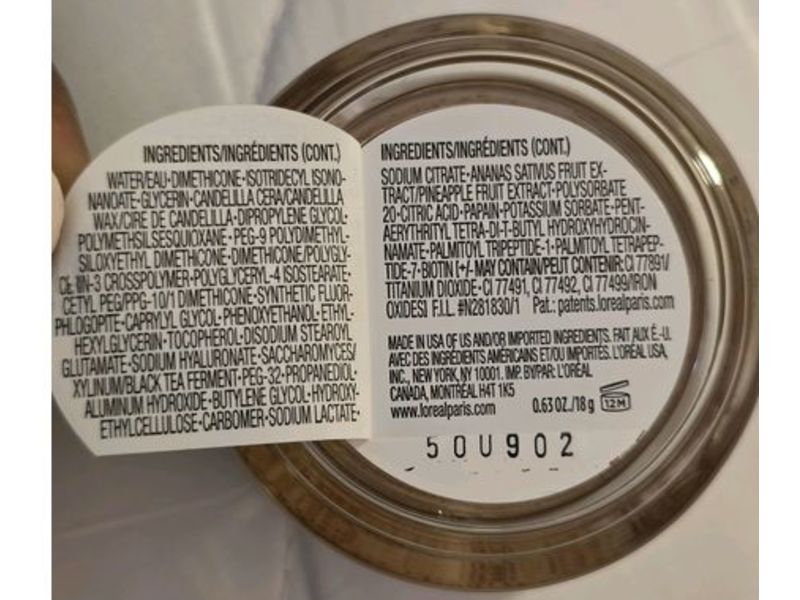 INGREDIENTS/INGRÉDIENTS (CONT.)
WATER/EAU•DIMETHICONE•ISOTRIDECYL ISONO-
NANOATE•GLYCERIN•CANDELILLA CERA/CANDELILLA
WAX/CIRE DE CANDELILLA•DIPROPYLENE GLYCOL•
POLYMETHSILSESQUIOXANE•PEG-9 POLYDIMETHYL-
SILOXYETHYL DIMETHICONE•DIMETHICONE/POLYGLY-
IN-3 CROSSPOLYMER•POLYGLYCERYL-4 ISOSTEARATE•
CETYL PEG/PPG-10/1 DIMETHICONE•SYNTHETIC FLUOR-
PHLOGOPITE•CAPRYLYL GLYCOL•PHENOXYETHANOL•ETHYL-
HEXYLGLYCERIN•TOCOPHEROL•DISODIUM STEAROYL
GLUTAMATE•SODIUM HYALURONATE•SACCHAROMYCES/
XYLINUM/BLACK TEA FERMENT•PEG-32•PROPANEDIOL•
ALUMINUM HYDROXIDE•BUTYLENE GLYCOL•HYDROXY-
ETHYLCELLULOSE•CARBOMER•SODIUM LACTATE•
INGREDIENTS/INGRÉDIENTS (CONT.)
SODIUM CITRATE•ANANAS SATIVUS FRUIT EX-
TRACT/PINEAPPLE FRUIT EXTRACT•POLYSORBATE
20•CITRIC ACID•PAPAIN•POTASSIUM SORBATE•PENT-
AERYTHRITYL TETRA-DI-T-BUTYL HYDROXYHYDROCIN-
NAMATE•PALMITOYL TRIPEPTIDE-1•PALMITOYL TETRAPEP-
TIDE-7•BIOTIN [+/- MAY CONTAIN/PEUT CONTENIR: CI 77891/
TITANIUM DIOXIDE•CI 77491, CI 77492, CI 77499/IRON
OXIDES] F.I.L. #N281830/1 Pat.: patents.lorealparis.com
MADE IN USA OF US AND/OR IMPORTED INGREDIENTS. FAIT AUX É.-U.
AVEC DES INGRÉDIENTS AMÉRICAINS ET/OU IMPORTÉS. L'ORÉAL USA,
INC., NEW YORK, NY 10001. IMP. BY/PAR: L'ORÉAL
CANADA, MONTRÉAL H4T 1K5
www.lorealparis.com 0.63 OZ./18 g 12M
50U902